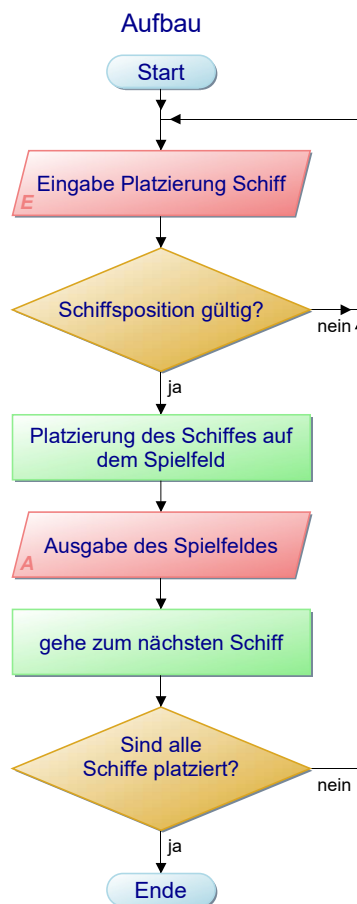 Aufbau
Start
Eingabe Platzierung Schiff
E
Schiffsposition gültig?
nein
ja
Platzierung des Schiffes auf
dem Spielfeld
Ausgabe des Spielfeldes
A
gehe zum nächsten Schiff
Sind alle
Schiffe platziert?
nein
ja
Ende